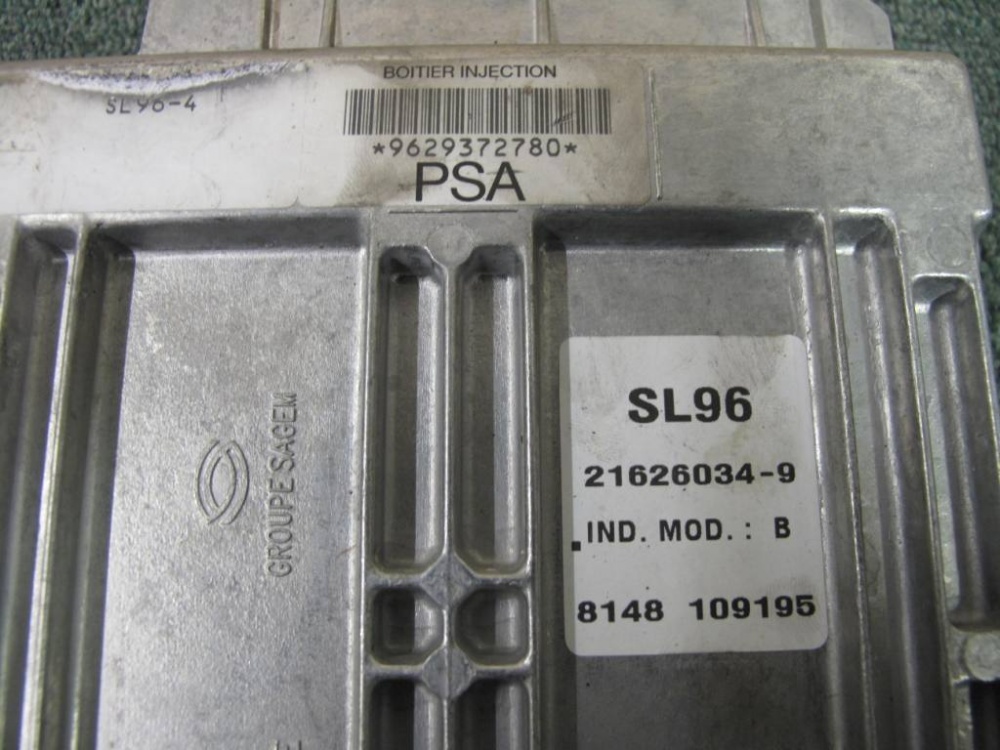 BOITIER INJECTION
SL96-4
*9629372780*
PSA
GROUPE SAGEM
SL96
21626034-9
IND. MOD. : B
8148 109195